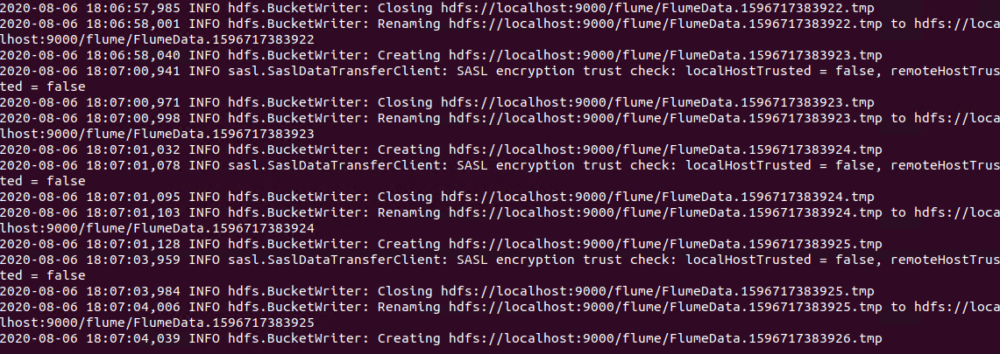 2020-08-06 18:06:57,985 INFO hdfs.BucketWriter: Closing hdfs://localhost:9000/flume/FlumeData.1596717383922.tmp
2020-08-06 18:06:58,001 INFO hdfs.BucketWriter: Renaming hdfs://localhost:9000/flume/FlumeData.1596717383922.tmp to hdfs://loca
lhost:9000/flume/FlumeData.1596717383922
2020-08-06 18:06:58,040 INFO hdfs.BucketWriter: Creating hdfs://localhost:9000/flume/FlumeData.1596717383923.tmp
2020-08-06 18:07:00,941 INFO sasl.SaslDataTransferClient: SASL encryption trust check: localHostTrusted = false, remoteHostTrus
ted = false
2020-08-06 18:07:00,971 INFO hdfs.BucketWriter: Closing hdfs://localhost:9000/flume/FlumeData.1596717383923.tmp
2020-08-06 18:07:00,998 INFO hdfs.BucketWriter: Renaming hdfs://localhost:9000/flume/FlumeData.1596717383923.tmp to hdfs://loca
lhost:9000/flume/FlumeData.1596717383923
2020-08-06 18:07:01,032 INFO hdfs.BucketWriter: Creating hdfs://localhost:9000/flume/FlumeData.1596717383924.tmp
2020-08-06 18:07:01,078 INFO sasl.SaslDataTransferClient: SASL encryption trust check: localHostTrusted = false, remoteHostTrus
ted = false
2020-08-06 18:07:01,095 INFO hdfs.BucketWriter: Closing hdfs://localhost:9000/flume/FlumeData.1596717383924.tmp
2020-08-06 18:07:01,103 INFO hdfs.BucketWriter: Renaming hdfs://localhost:9000/flume/FlumeData.1596717383924.tmp to hdfs://loca
lhost:9000/flume/FlumeData.1596717383924
2020-08-06 18:07:01,128 INFO hdfs.BucketWriter: Creating hdfs://localhost:9000/flume/FlumeData.1596717383925.tmp
2020-08-06 18:07:03,959 INFO sasl.SaslDataTransferClient: SASL encryption trust check: localHostTrusted = false, remoteHostTrus
ted = false
2020-08-06 18:07:03,984 INFO hdfs.BucketWriter: Closing hdfs://localhost:9000/flume/FlumeData.1596717383925.tmp
2020-08-06 18:07:04,006 INFO hdfs.BucketWriter: Renaming hdfs://localhost:9000/flume/FlumeData.1596717383925.tmp to hdfs://loca
lhost:9000/flume/FlumeData.1596717383925
2020-08-06 18:07:04,039 INFO hdfs.BucketWriter: Creating hdfs://localhost:9000/flume/FlumeData.1596717383926.tmp